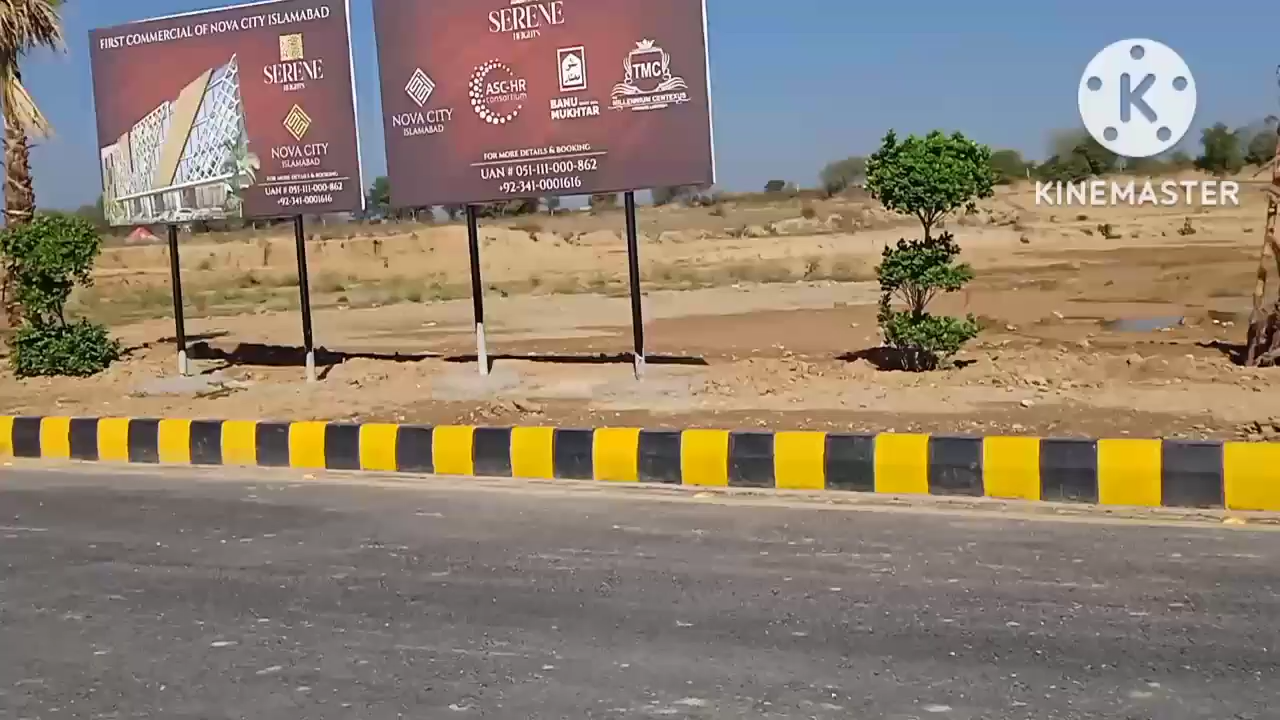 FIRST COMMERCIAL OF NOVA CITY ISLAMABAD
SERENE
HEIGHTS
NOVA CITY
ISLAMABAD
FOR MORE DETAILS & BOOKING
UAN # 051-111-000-862
+92-341-0001616
SERENE
HEIGHTS
NOVA CITY
ISLAMABAD
ASC-HR
consortium
BANU
MUKHTAR
TMC
MILLENNIUM CENTEXUS
FOR MORE DETAILS & BOOKING
UAN # 051-111-000-862
+92-341-0001616
K
KINEMASTER